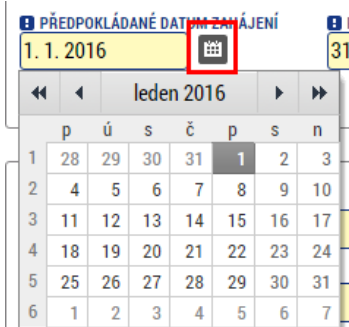 PŘEDPOKLÁDANÉ DATUM ZAHÁJENÍ
1. 1. 2016 31
leden 2016
p ú s č p s n
1 28 29 30 31 1 2 3
2 4 5 6 7 8 9 10
3 11 12 13 14 15 16 17
4 18 19 20 21 22 23 24
5 25 26 27 28 29 30 31
6 1 2 3 4 5 6 7